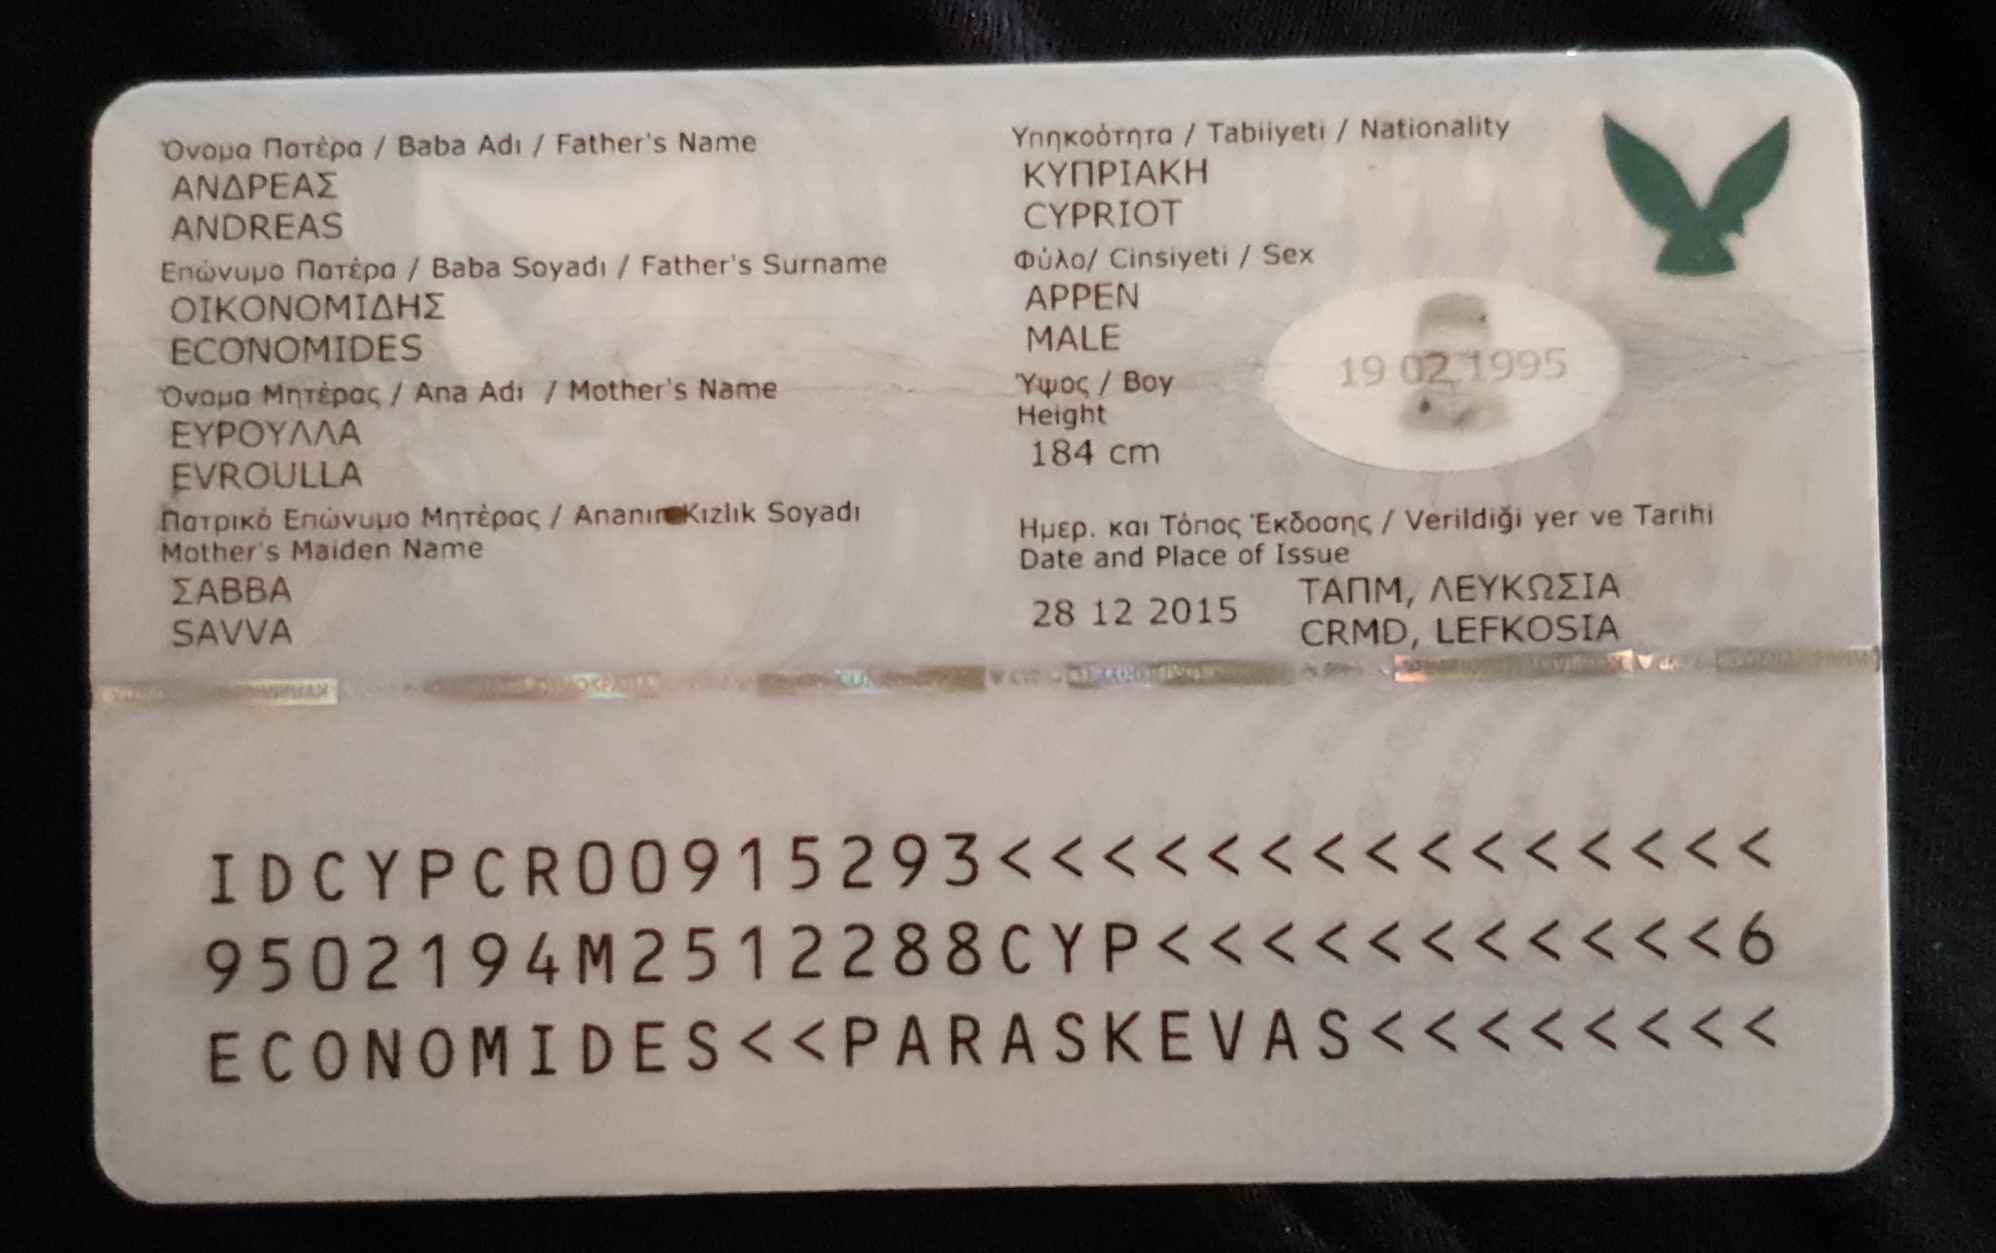 Όνομα Πατέρα / Baba Adı / Father's Name
ΑΝΔΡΕΑΣ
ANDREAS
Επώνυμο Πατέρα / Baba Soyadı / Father's Surname
ΟΙΚΟΝΟΜΙΔΗΣ
ECONOMIDES
Όνομα Μητέρας / Ana Adı / Mother's Name
ΕΥΡΟΥΛΛΑ
EVROULLA
Πατρικό Επώνυμο Μητέρας / Ananın Kızlık Soyadı
Mother's Maiden Name
ΣΑΒΒΑ
SAVVA
Υπηκοότητα / Tabiiyeti / Nationality
ΚΥΠΡΙΑΚΗ
CYPRIOT
Φύλο/ Cinsiyeti / Sex
ΑΡΡΕΝ
MALE
Ύψος / Boy
Height
184 cm
19 02 1995
Ημερ. και Τόπος Έκδοσης / Verildiği yer ve Tarihi
Date and Place of Issue
28 12 2015
ΤΑΠΜ, ΛΕΥΚΩΣΙΑ
CRMD, LEFKOSIA
IDCYPCR00915293<<<<<<<<<<<<<<<
9502194M2512288CYP<<<<<<<<<<<6
ECONOMIDES<<PARASKEVAS<<<<<<<<